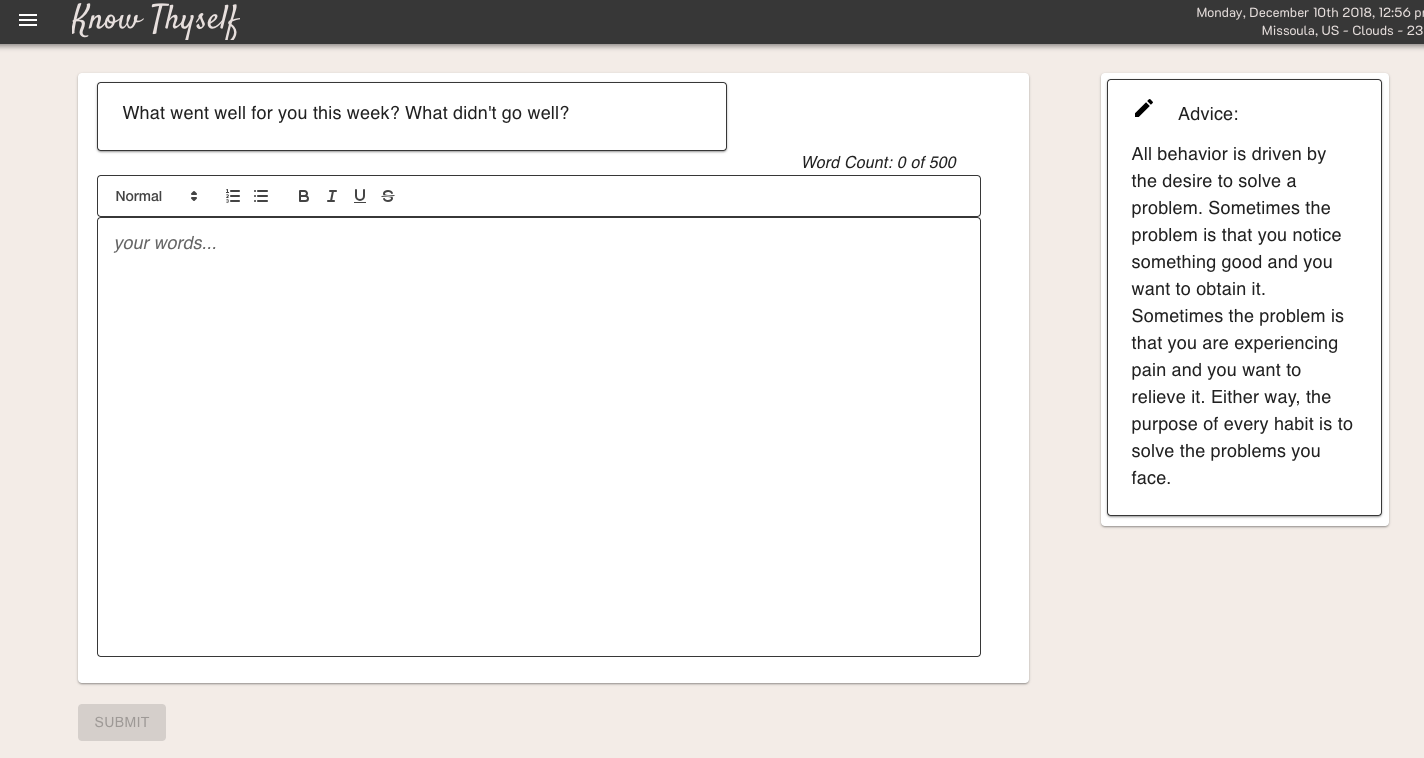 Know Thyself
Monday, December 10th 2018, 12:56
Missoula, US - Clouds - 23
What went well for you this week? What didn't go well?
Word Count: 0 of 500
Normal
B I U S
your words...
SUBMIT
Advice:
All behavior is driven by
the desire to solve a
problem. Sometimes the
problem is that you notice
something good and you
want to obtain it.
Sometimes the problem is
that you are experiencing
pain and you want to
relieve it. Either way, the
purpose of every habit is to
solve the problems you
face.